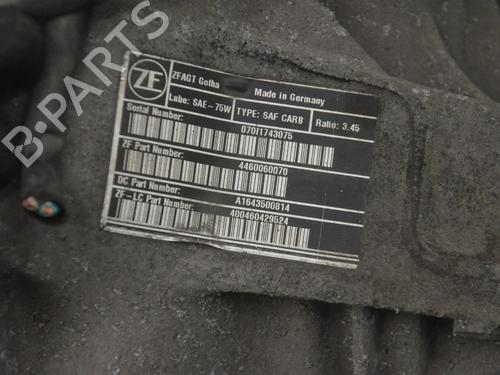 ZF
ZFAGT Gotha Made in Germany
Lube: SAE-75W TYPE: SAF CARB Ratio: 3.45
Serial Number: 070I1743075
ZF Part Number: 4460060070
DC Part Number: A1643500814
ZF-LC Part Number: 400460429524
B-PARTS